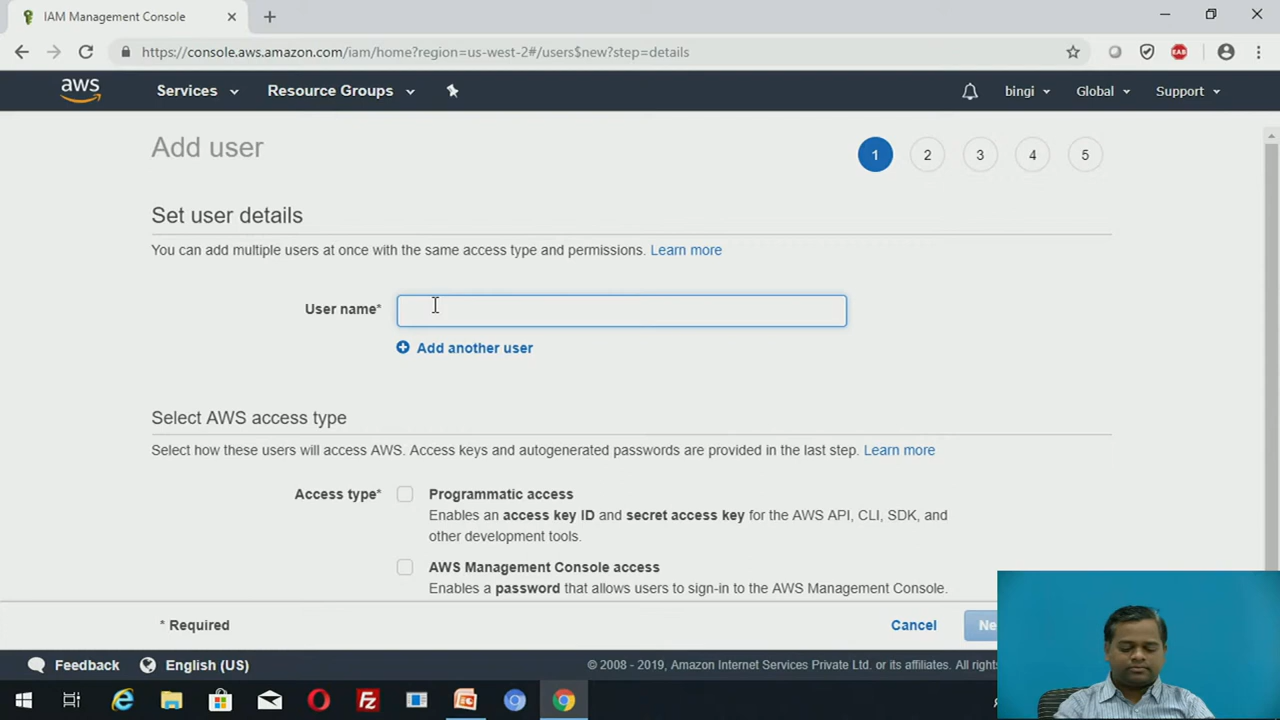 IAM Management Console
https://console.aws.amazon.com/iam/home?region=us-west-2#/users$new?step=details
aws
Services
Resource Groups
bingi
Global
Support
Add user
1
2
3
4
5
Set user details
You can add multiple users at once with the same access type and permissions. Learn more
User name*
Add another user
Select AWS access type
Select how these users will access AWS. Access keys and autogenerated passwords are provided in the last step. Learn more
Access type*
Programmatic access
Enables an access key ID and secret access key for the AWS API, CLI, SDK, and
other development tools.
AWS Management Console access
Enables a password that allows users to sign-in to the AWS Management Console.
* Required
Cancel
Ne
Feedback
English (US)
© 2008 - 2019, Amazon Internet Services Private Ltd. or its affiliates. All righ